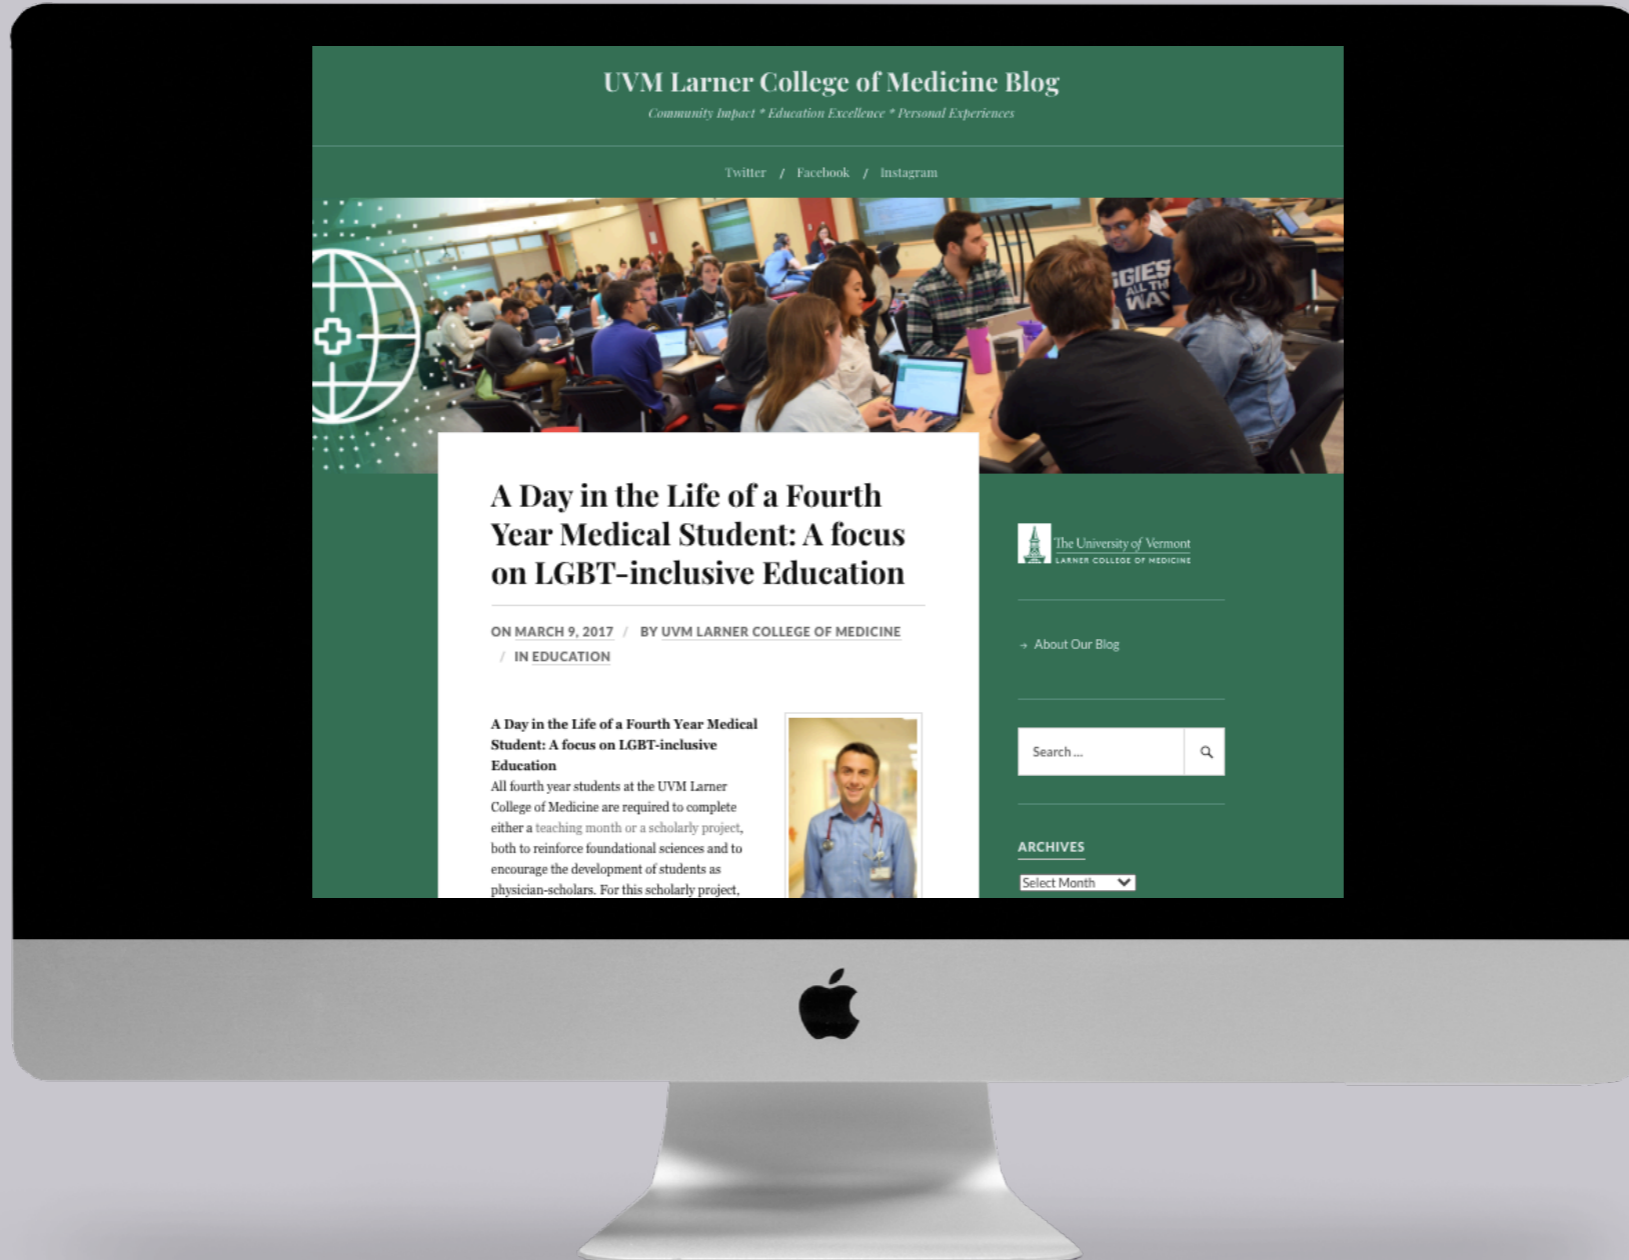 UVM Larner College of Medicine Blog
Community Impact * Education Excellence * Personal Experiences
Twitter / Facebook / Instagram
GGIES
ALL TH
WAY
A Day in the Life of a Fourth
Year Medical Student: A focus
on LGBT-inclusive Education
ON MARCH 9, 2017 / BY UVM LARNER COLLEGE OF MEDICINE
/ IN EDUCATION
A Day in the Life of a Fourth Year Medical
Student: A focus on LGBT-inclusive
Education
All fourth year students at the UVM Larner
College of Medicine are required to complete
either a teaching month or a scholarly project,
both to reinforce foundational sciences and to
encourage the development of students as
physician-scholars. For this scholarly project,
The University of Vermont
LARNER COLLEGE OF MEDICINE
→ About Our Blog
Search ...
ARCHIVES
Select Month